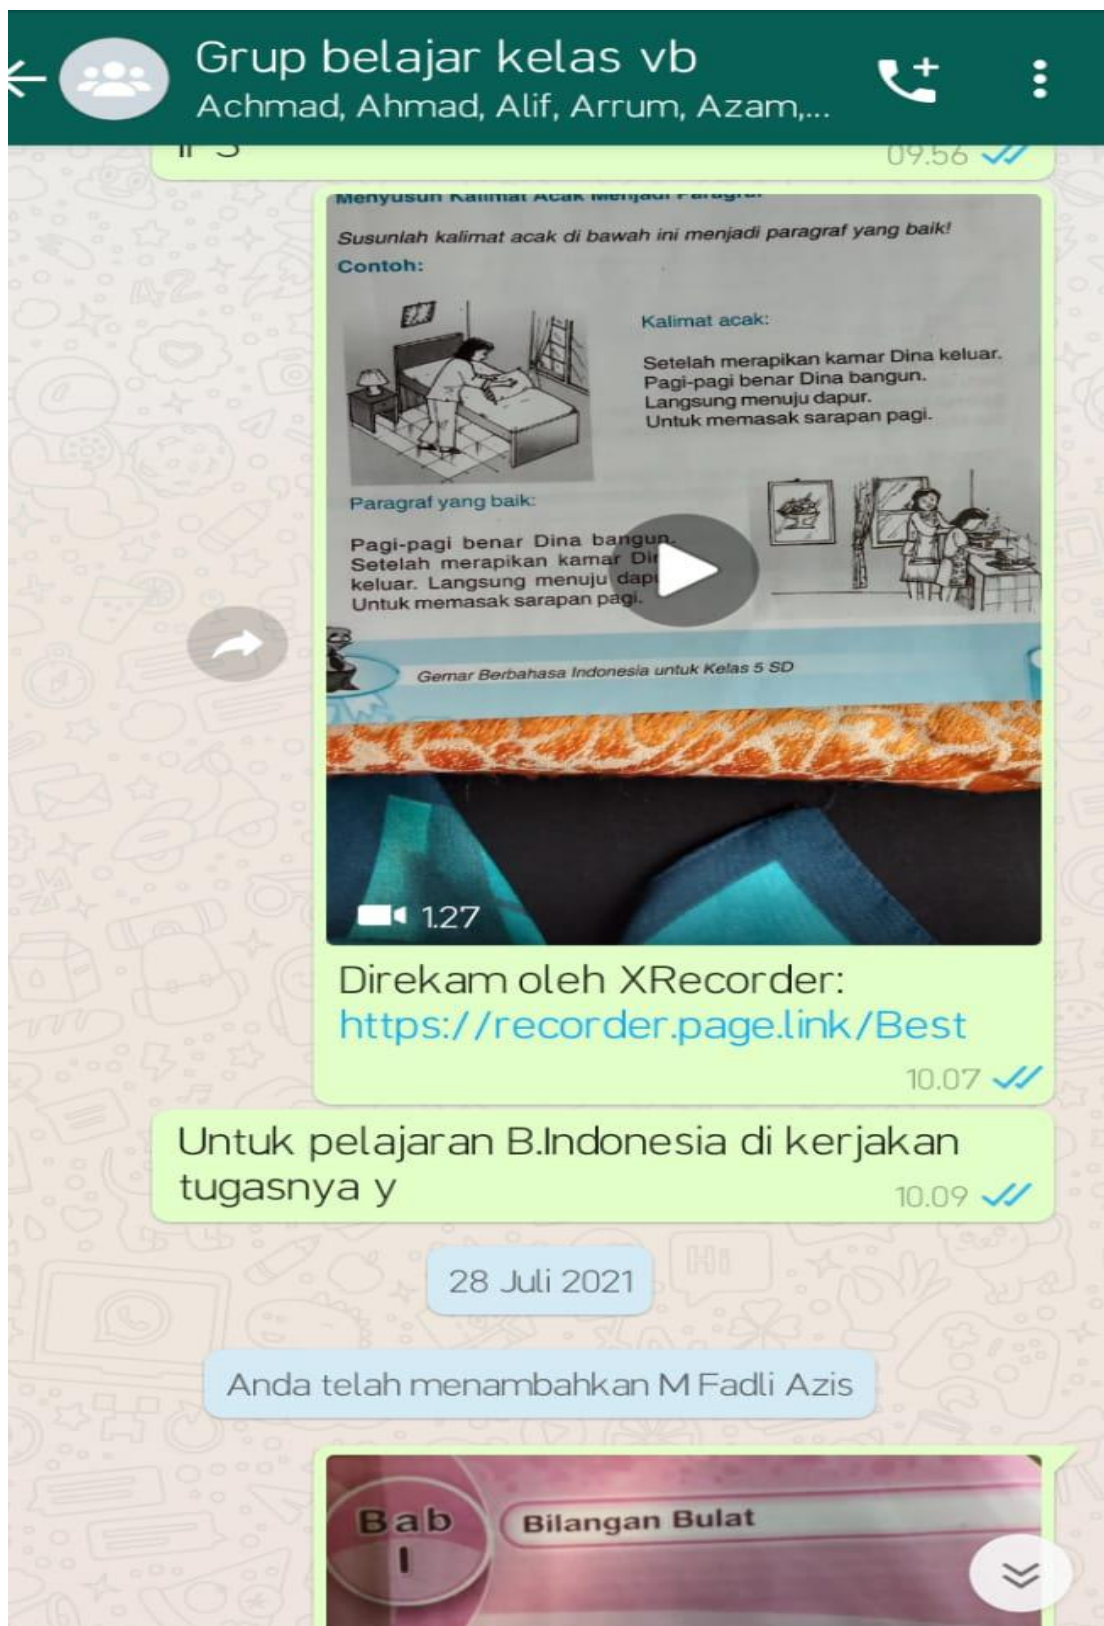 Grup belajar kelas vb
Achmad, Ahmad, Alif, Arrum, Azam,...
09.56
Menyusun Kalimat Acak Menjadi Paragraf
Susunlah kalimat acak di bawah ini menjadi paragraf yang baik!
Contoh:
Kalimat acak:
Setelah merapikan kamar Dina keluar.
Pagi-pagi benar Dina bangun.
Langsung menuju dapur.
Untuk memasak sarapan pagi.
Paragraf yang baik:
Pagi-pagi benar Dina bangun.
Setelah merapikan kamar
keluar. Langsung menuju
Untuk memasak sarapan pagi.
Gemar Berbahasa Indonesia untuk Kelas 5 SD
1.27
Direkam oleh XRecorder:
https://recorder.page.link/Best
10.07
Untuk pelajaran B.Indonesia di kerjakan
tugasnya y
10.09
28 Juli 2021
Anda telah menambahkan M Fadli Azis
Bab
I
Bilangan Bulat